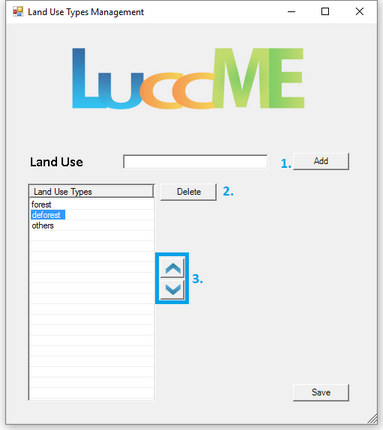 Land Use Types Management
LuccME
Land Use
1.
Add
Land Use Types
Delete
2.
forest
deforest
others
3.
Save